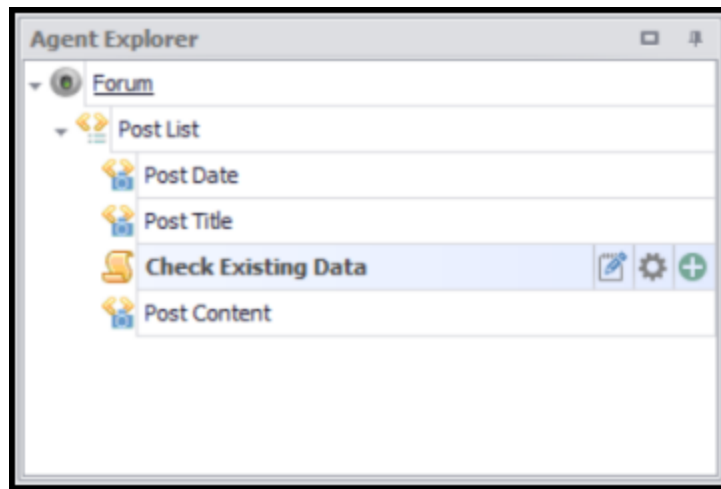 Agent Explorer
Forum
Post List
Post Date
Post Title
Check Existing Data
Post Content